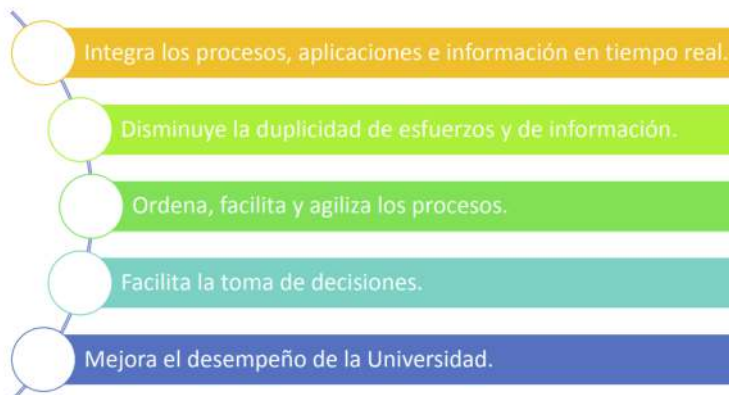 Integra los procesos, aplicaciones e información en tiempo real.
Disminuye la duplicidad de esfuerzos y de información.
Ordena, facilita y agiliza los procesos.
Facilita la toma de decisiones.
Mejora el desempeño de la Universidad.